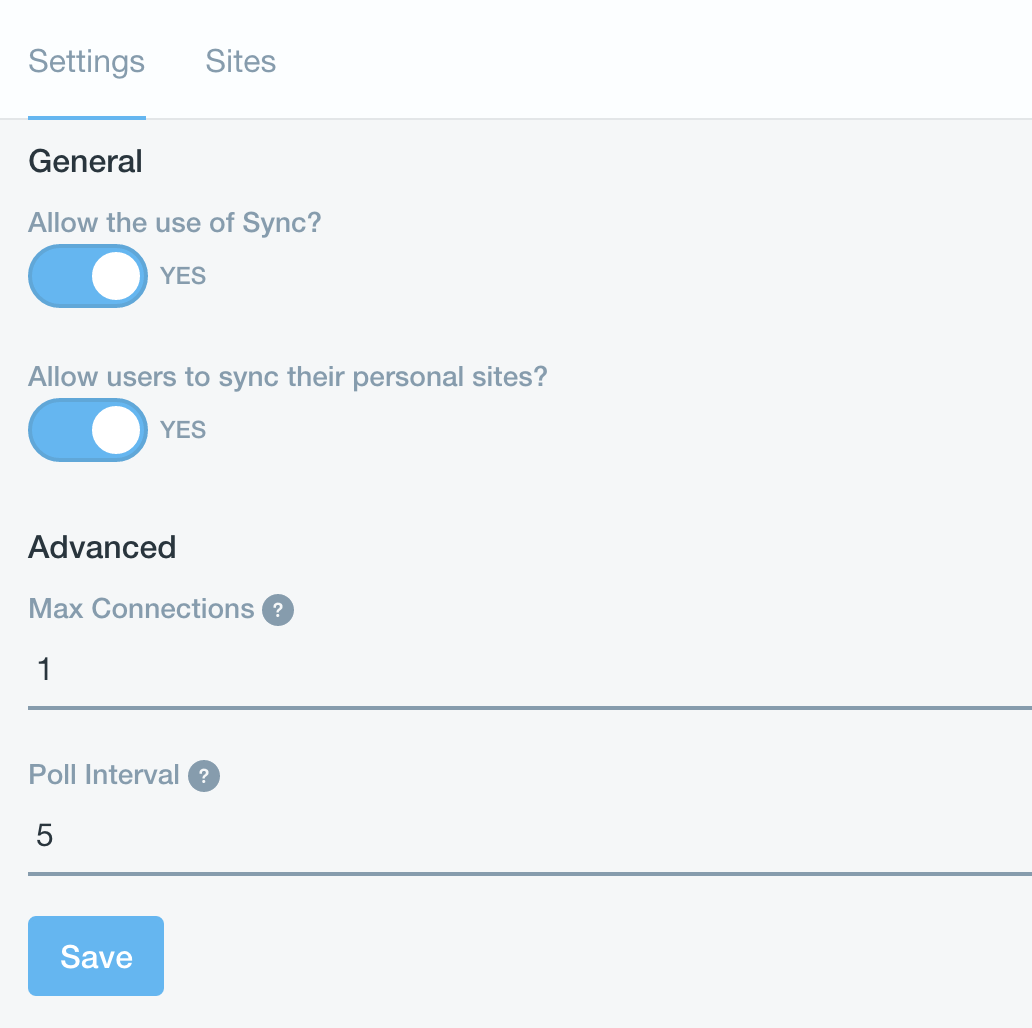 Settings Sites
General
Allow the use of Sync?
YES
Allow users to sync their personal sites?
YES
Advanced
Max Connections ?
1
Poll Interval ?
5
Save